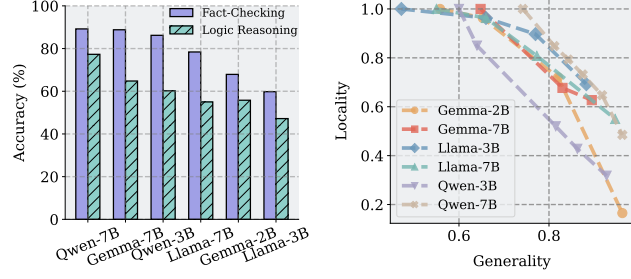 100
80
60
40
20
0
Accuracy (%)
Fact-Checking
Logic Reasoning
Qwen-7B
Gemma-7B
Qwen-3B
Llama-7B
Gemma-2B
Llama-3B
1.0
0.8
0.6
0.4
0.2
Locality
Gemma-2B
Gemma-7B
Llama-3B
Llama-7B
Qwen-3B
Qwen-7B
0.6
0.8
Generality